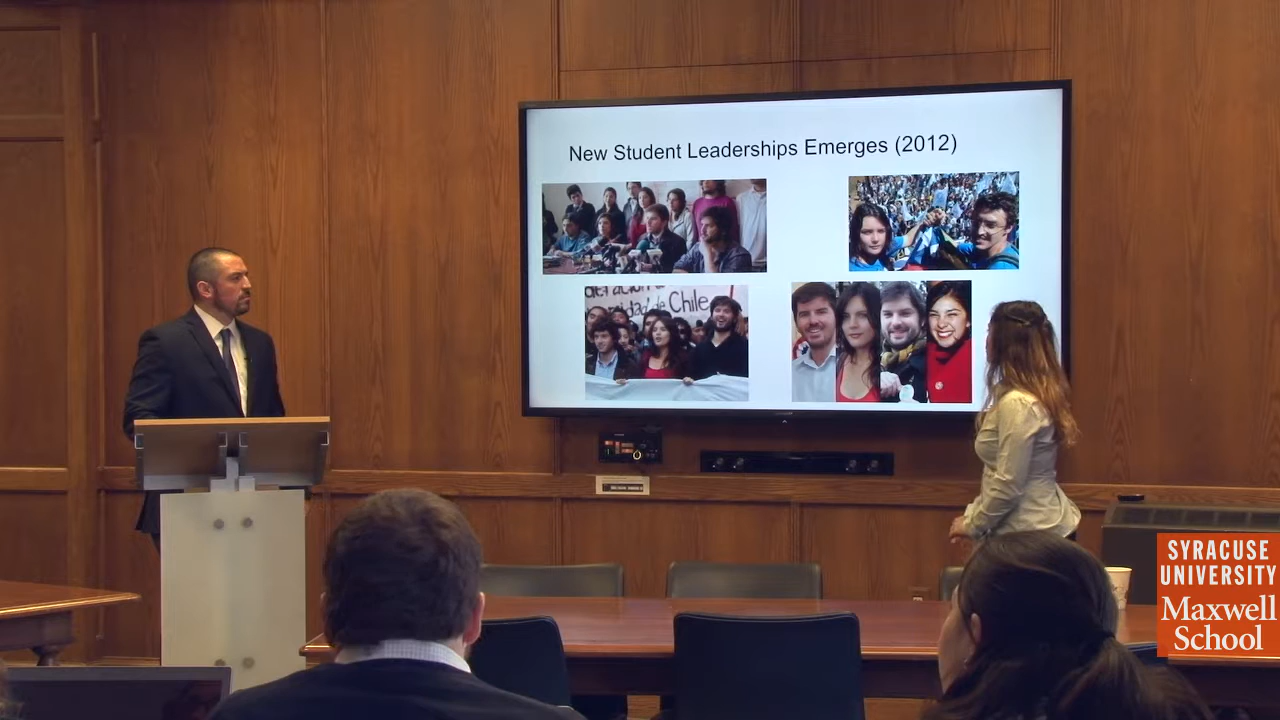 New Student Leaderships Emerges (2012)
de Chile
SYRACUSE
UNIVERSITY
Maxwell
School